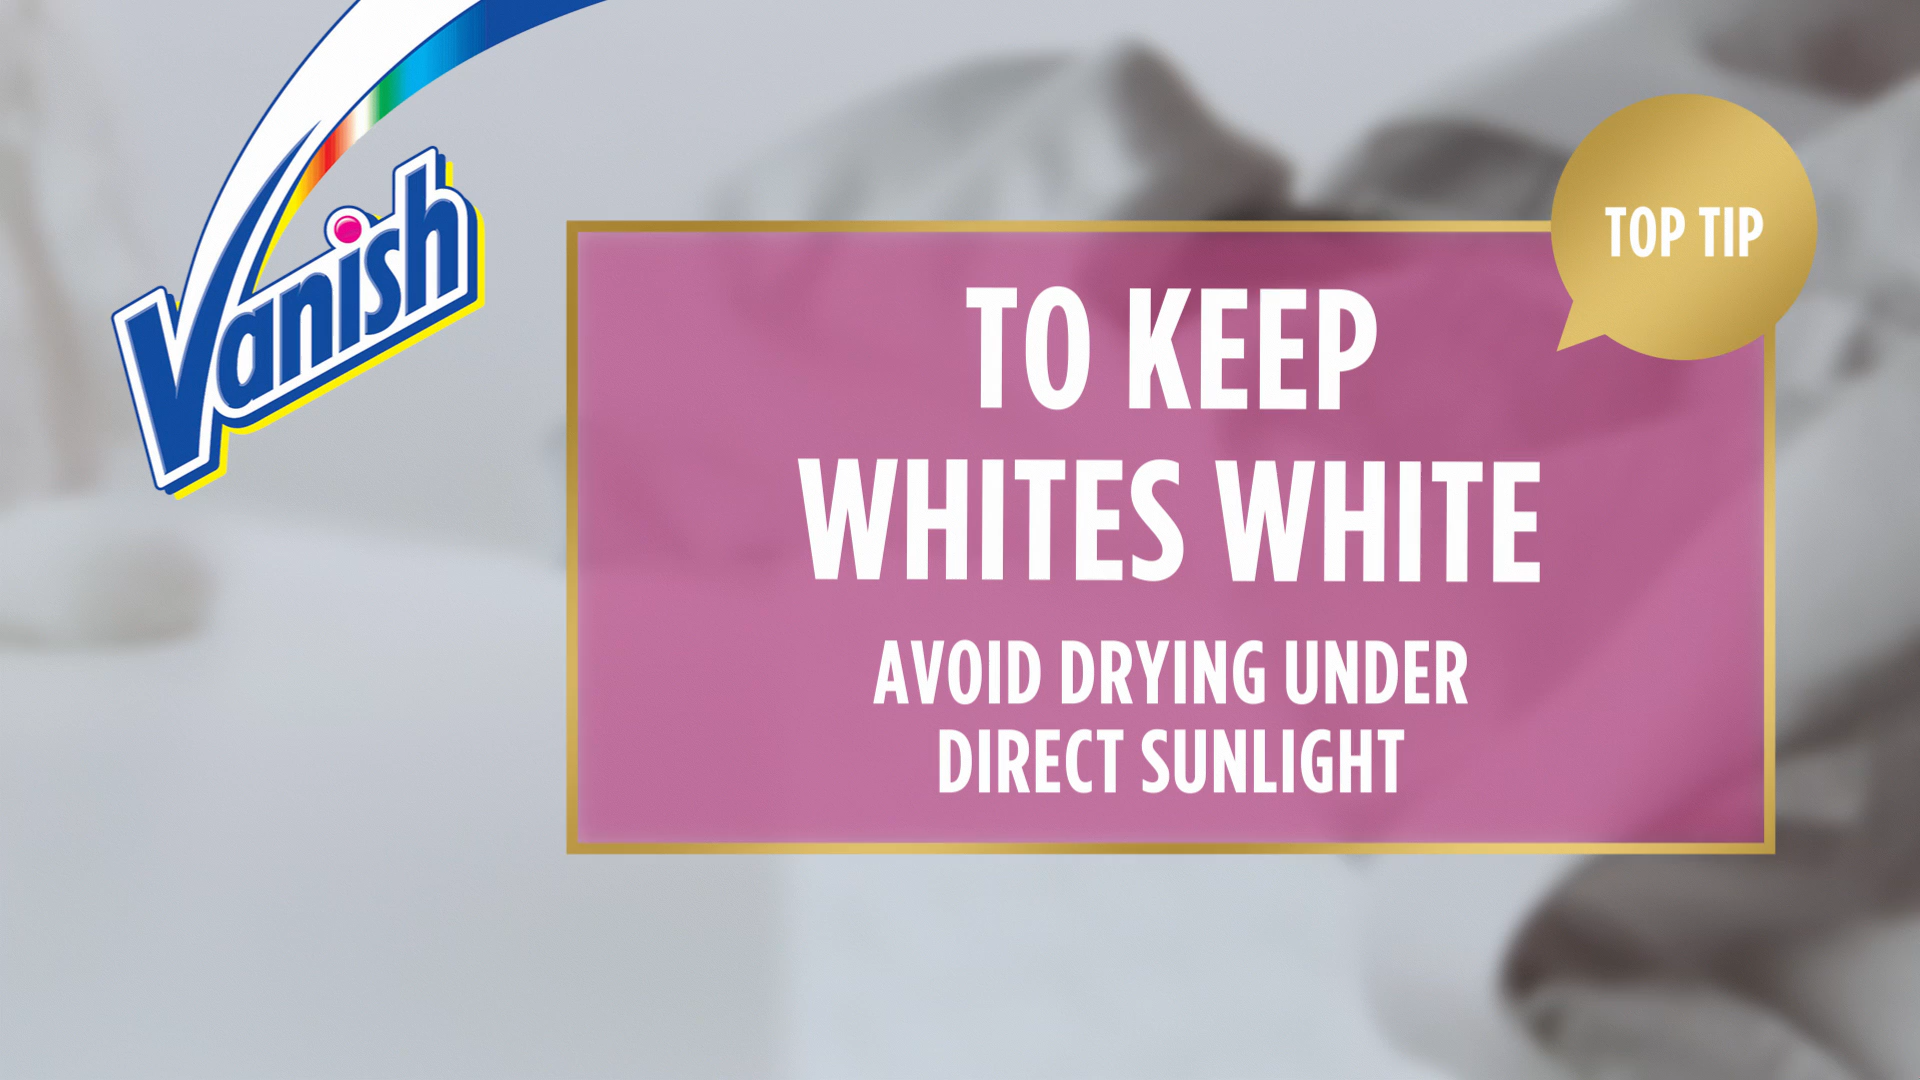 Vanish
TOP TIP
TO KEEP
WHITES WHITE
AVOID DRYING UNDER
DIRECT SUNLIGHT